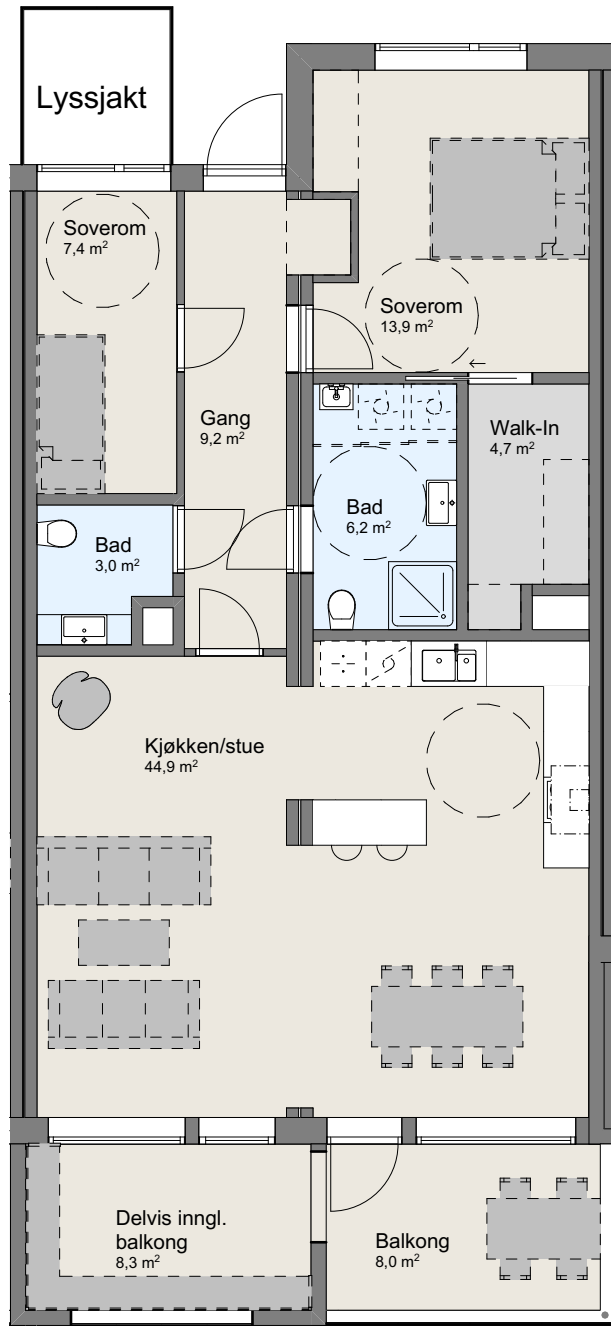 Lyssjakt
Soverom
7,4 m²
Soverom
13,9 m²
Gang
9,2 m²
Walk-In
4,7 m²
Bad
6,2 m²
Bad
3,0 m²
Kjøkken/stue
44,9 m²
Delvis inngl.
balkong
8,3 m²
Balkong
8,0 m²